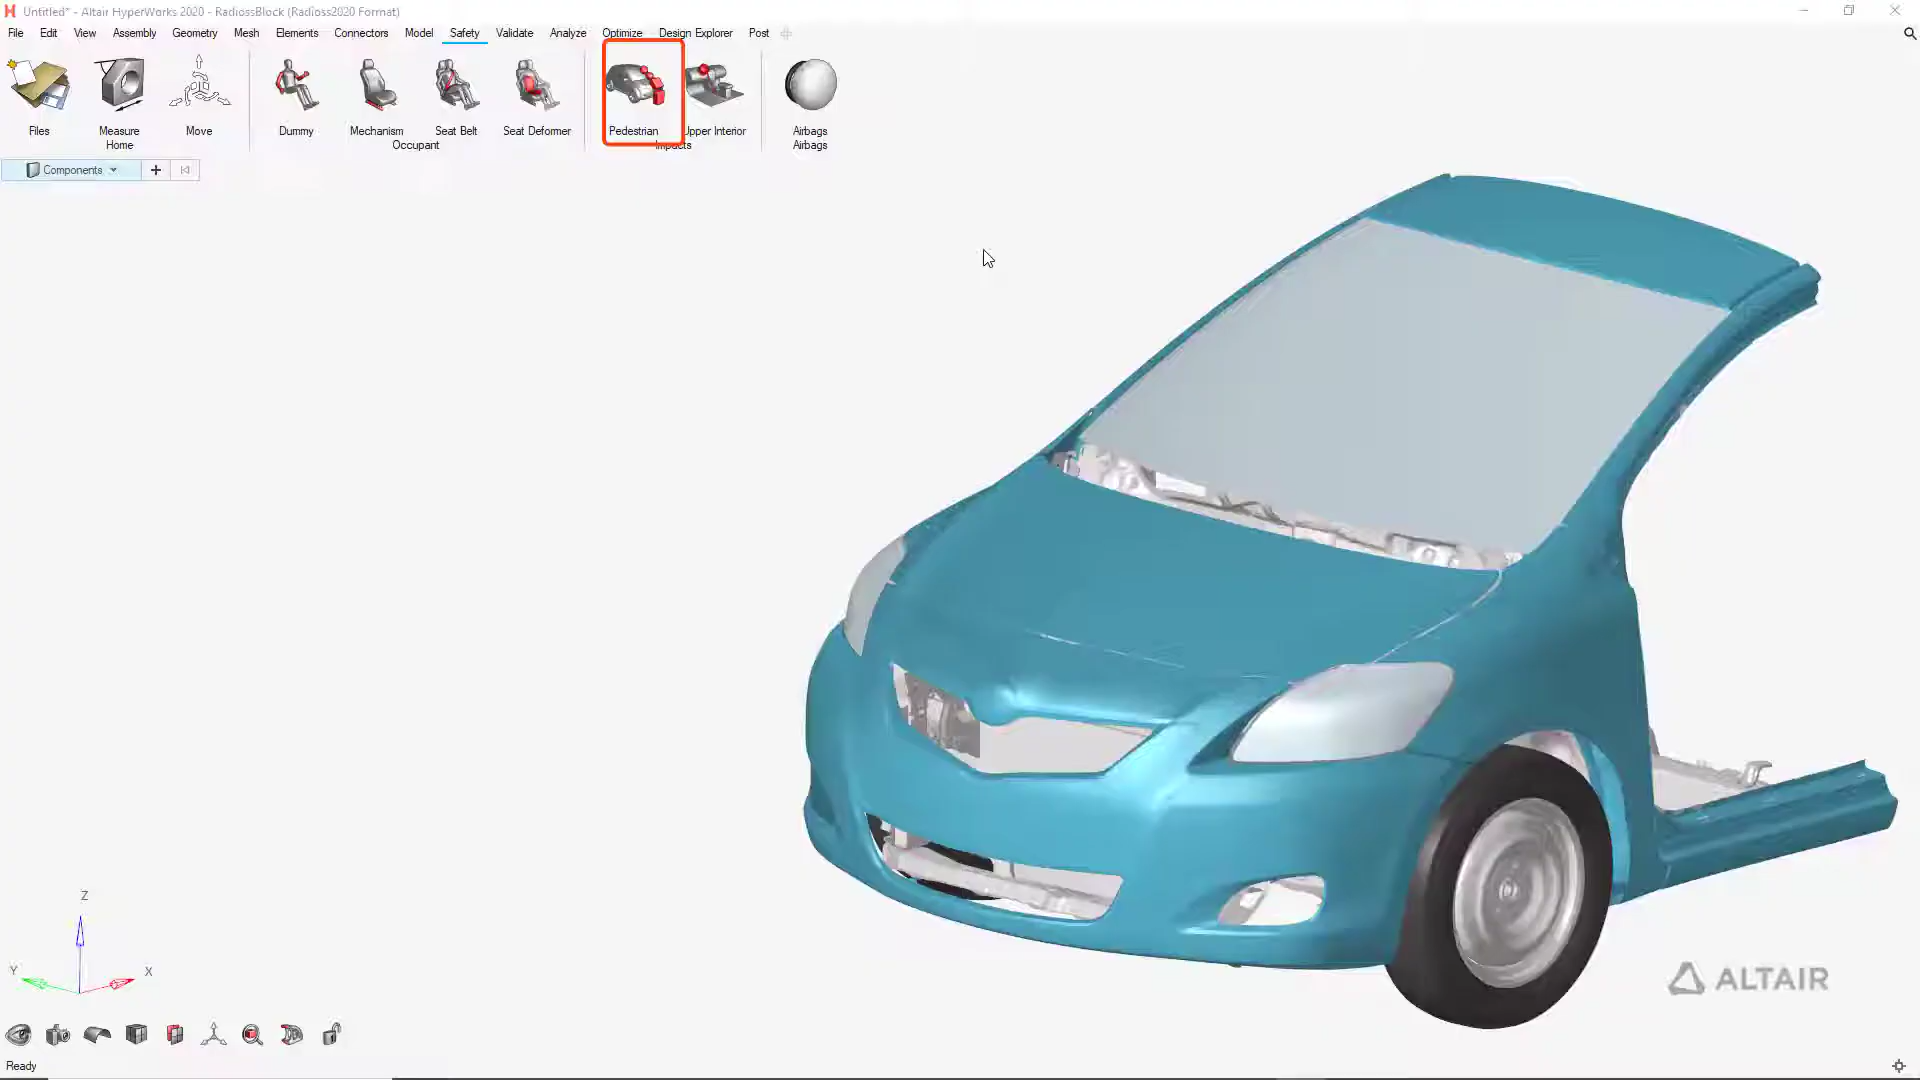 Untitled* - Altair HyperWorks 2020 - RadiossBlock (Radioss2020 Format)
File Edit View Assembly Geometry Mesh Elements Connectors Model Safety Validate Analyze Optimize Design Explorer Post
Files Measure Move Dummy Mechanism Seat Belt Seat Deformer Pedestrian Upper Interior Airbags
Home Occupant Impacts Airbags
Components
Z
Y X
ALTAIR
Ready